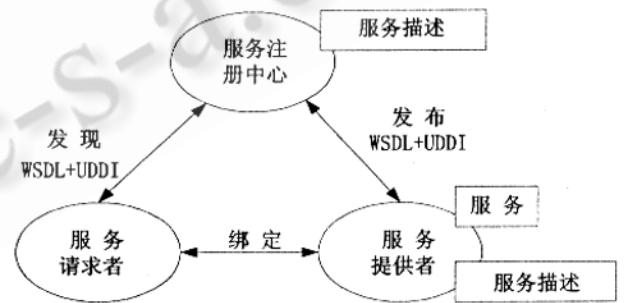 服务注
册中心
服务描述
发 现
WSDL+UDDI
发 布
WSDL+UDDI
服 务
请求者
绑 定
服 务
提供者
服 务
服务描述